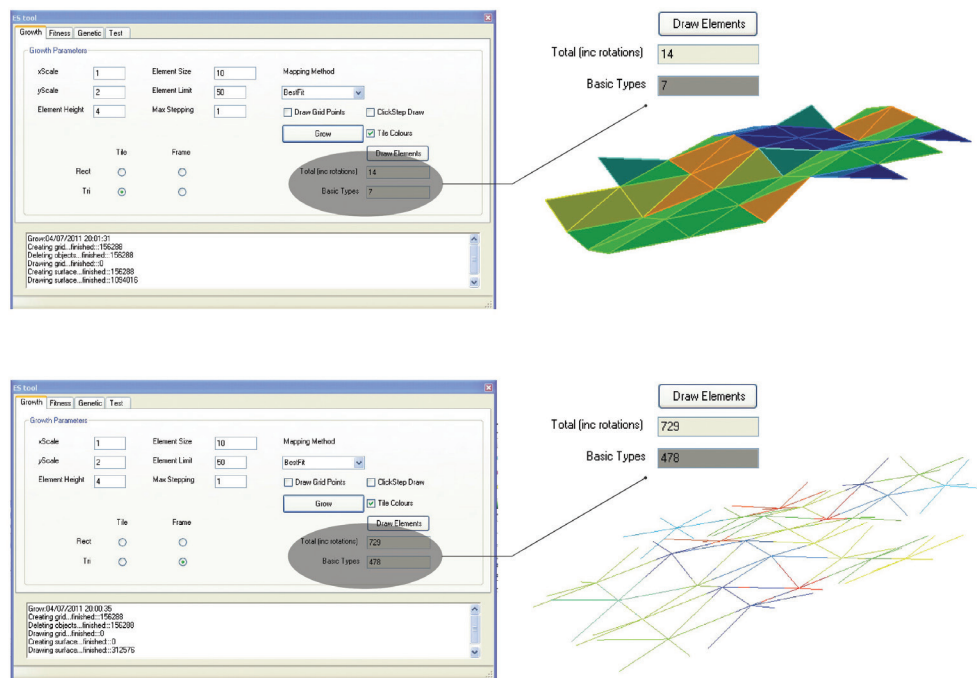 ES tool
Growth Fitness Genetic Test
Growth Parameters
xScale 1 Element Size 10 Mapping Method
yScale 2 Element Limit 50 BestFit
Element Height 4 Max Stepping 1 Draw Grid Points ClickStep Draw
Grow Tile Colours
Tile Frame Draw Elements
Rect Total (inc rotations) 14
Tri Basic Types 7
Grow:04/07/2011 20:01:31
Creating grid...finished:::156288
Deleting objects...finished:::156288
Drawing grid...finished:::0
Creating surface...finished:::156288
Drawing surface...finished:::1094016
Draw Elements
Total (inc rotations) 14
Basic Types 7
ES tool
Growth Fitness Genetic Test
Growth Parameters
xScale 1 Element Size 10 Mapping Method
yScale 2 Element Limit 50 BestFit
Element Height 4 Max Stepping 1 Draw Grid Points ClickStep Draw
Grow Tile Colours
Tile Frame Draw Elements
Rect Total (inc rotations) 729
Tri Basic Types 478
Grow:04/07/2011 20:00:35
Creating grid...finished:::156288
Deleting objects...finished:::156288
Drawing grid...finished:::0
Creating surface...finished:::0
Drawing surface...finished:::312576
Draw Elements
Total (inc rotations) 729
Basic Types 478